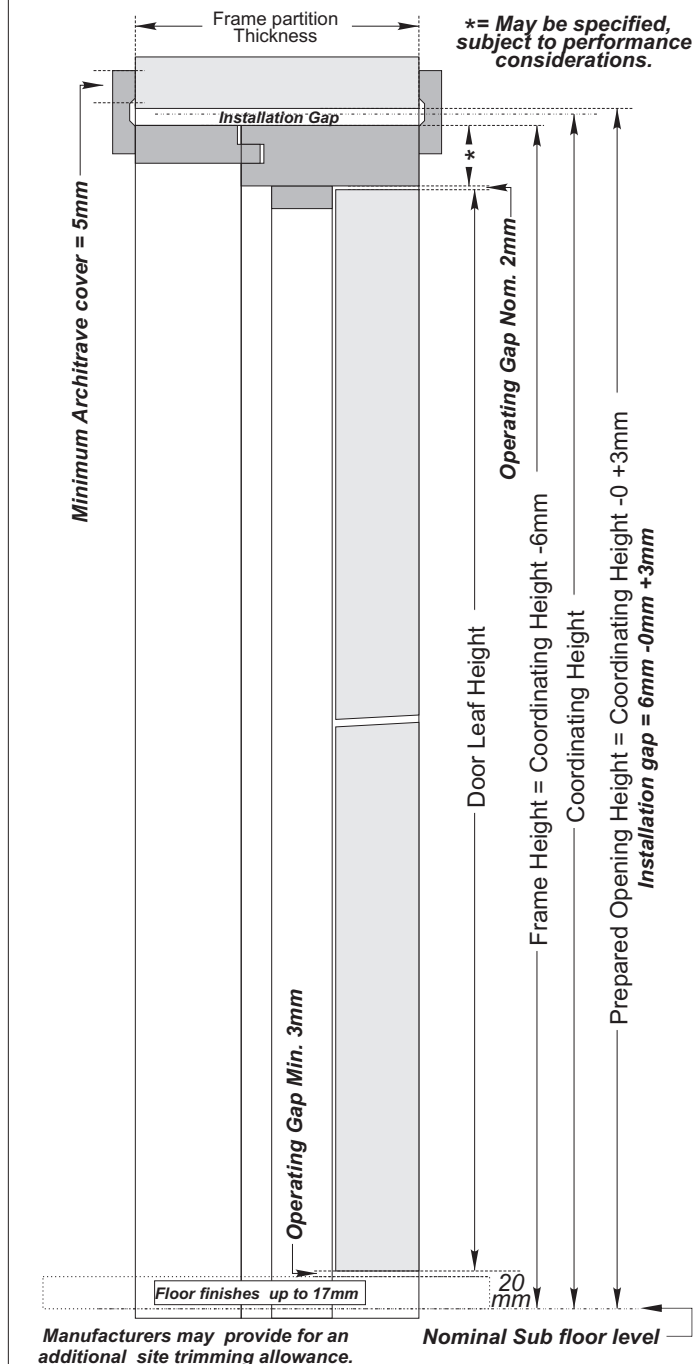 Frame partition
Thickness
*= May be specified,
subject to performance
considerations.
Installation Gap
*
Minimum Architrave cover = 5mm
Operating Gap Nom. 2mm
Door Leaf Height
Frame Height = Coordinating Height -6mm
Coordinating Height
Prepared Opening Height = Coordinating Height -0 +3mm
Installation gap = 6mm -0mm +3mm
Operating Gap Min. 3mm
Floor finishes up to 17mm
20
mm
Manufacturers may provide for an
additional site trimming allowance.
Nominal Sub floor level